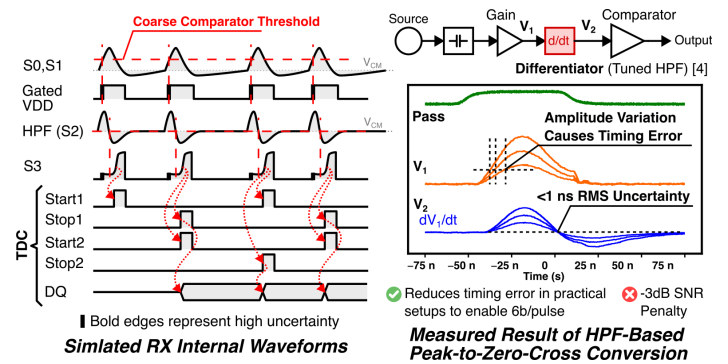 Coarse Comparator Threshold
S0,S1
V_CM
Gated
VDD
HPF (S2)
V_CM
S3
TDC
Start1
Stop1
Start2
Stop2
DQ
Bold edges represent high uncertainty
Simlated RX Internal Waveforms
Source
Gain
V1
d/dt
V2
Comparator
Output
Differentiator (Tuned HPF) [4]
Pass
Amplitude Variation
Causes Timing Error
V1
<1 ns RMS Uncertainty
V2
dV1/dt
−75 n -50 n -25 n 0 25 n 50 n 75 n
Time (s)
Reduces timing error in practical
setups to enable 6b/pulse
-3dB SNR
Penalty
Measured Result of HPF-Based
Peak-to-Zero-Cross Conversion